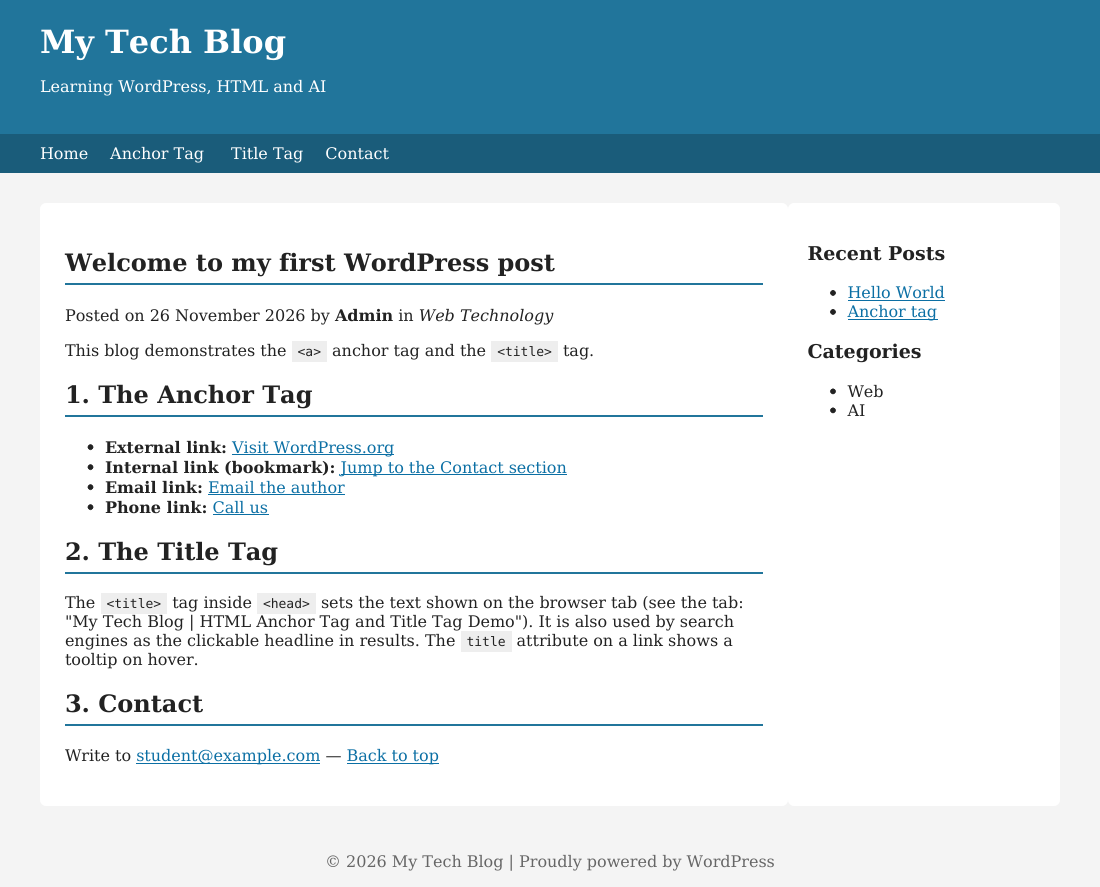 My Tech Blog
Learning WordPress, HTML and AI
Home Anchor Tag Title Tag Contact
Welcome to my first WordPress post
Posted on 26 November 2026 by Admin in Web Technology
This blog demonstrates the <a> anchor tag and the <title> tag.
1. The Anchor Tag
• External link: Visit WordPress.org
• Internal link (bookmark): Jump to the Contact section
• Email link: Email the author
• Phone link: Call us
2. The Title Tag
The <title> tag inside <head> sets the text shown on the browser tab (see the tab:
"My Tech Blog | HTML Anchor Tag and Title Tag Demo"). It is also used by search
engines as the clickable headline in results. The title attribute on a link shows a
tooltip on hover.
3. Contact
Write to student@example.com — Back to top
Recent Posts
• Hello World
• Anchor tag
Categories
• Web
• AI
© 2026 My Tech Blog | Proudly powered by WordPress